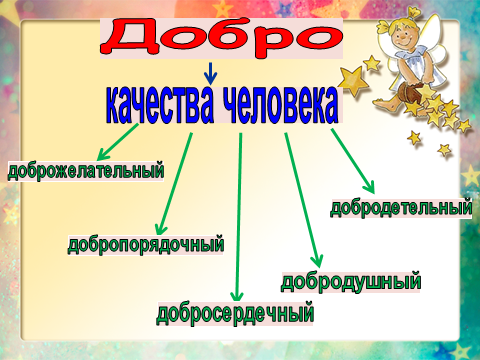 Добро
качества человека
доброжелательный
добродетельный
добропорядочный
добродушный
добросердечный